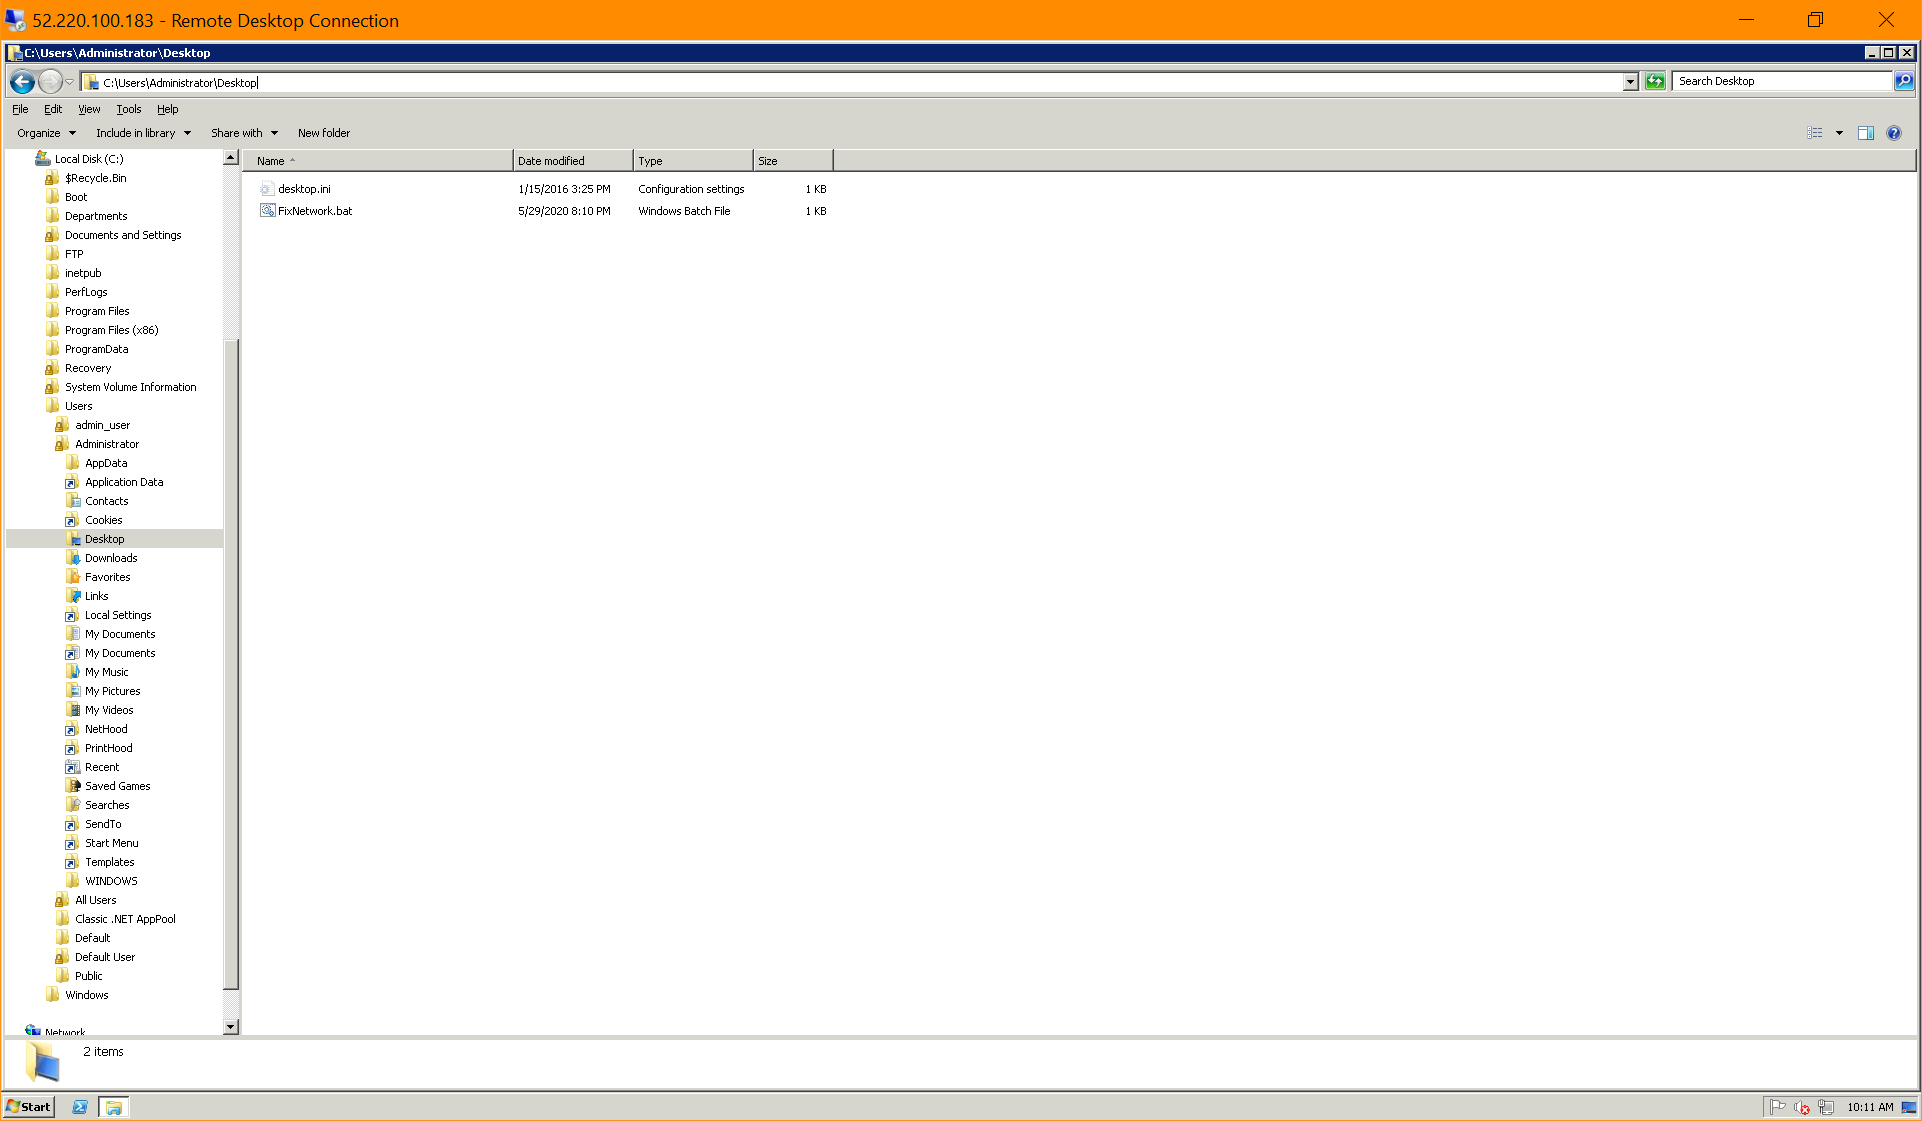 52.220.100.183 - Remote Desktop Connection
C:\Users\Administrator\Desktop
C:\Users\Administrator\Desktop
Search Desktop
File Edit View Tools Help
Organize Include in library Share with New folder
Name Date modified Type Size
desktop.ini 1/15/2016 3:25 PM Configuration settings 1 KB
FixNetwork.bat 5/29/2020 8:10 PM Windows Batch File 1 KB
Local Disk (C:)
$Recycle.Bin
Boot
Departments
Documents and Settings
FTP
inetpub
PerfLogs
Program Files
Program Files (x86)
ProgramData
Recovery
System Volume Information
Users
admin_user
Administrator
AppData
Application Data
Contacts
Cookies
Desktop
Downloads
Favorites
Links
Local Settings
My Documents
My Documents
My Music
My Pictures
My Videos
NetHood
PrintHood
Recent
Saved Games
Searches
SendTo
Start Menu
Templates
WINDOWS
All Users
Classic .NET AppPool
Default
Default User
Public
Windows
Network
2 items
Start
10:11 AM